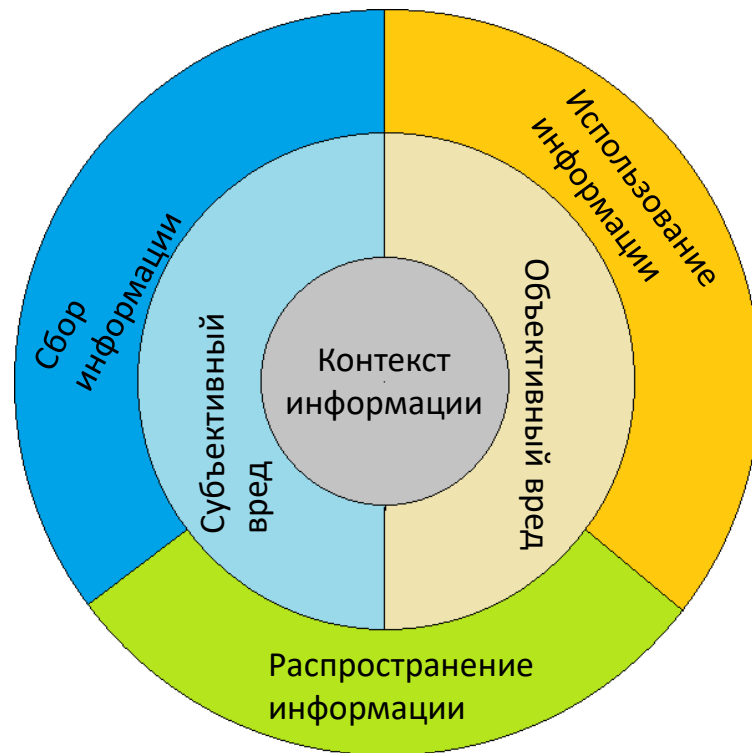 Использование
информации
Сбор
информации
Контекст
информации
Субъективный
вред
Объективный вред
Распространение
информации